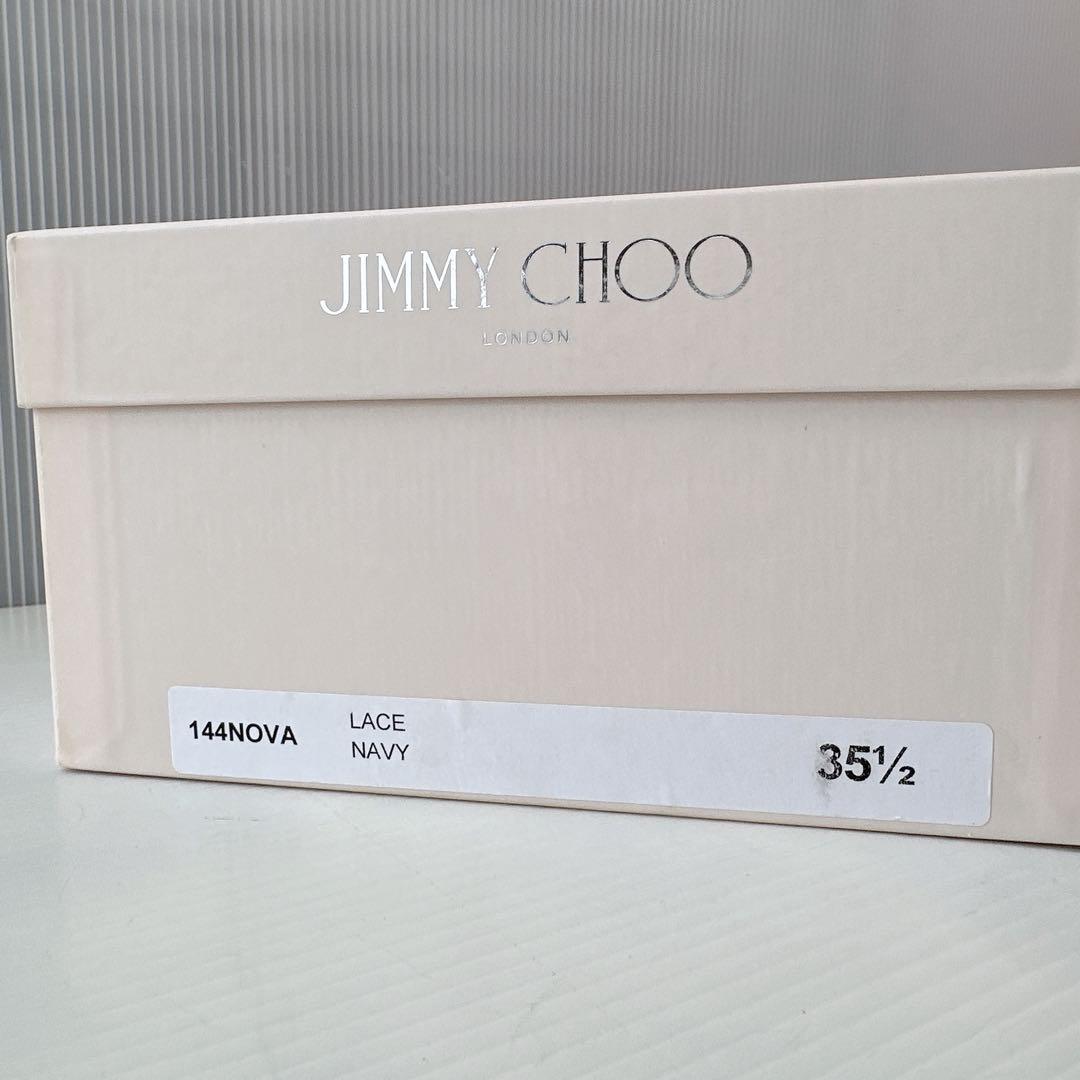 JIMMY CHOO
LONDON
144NOVA
LACE
NAVY
35½